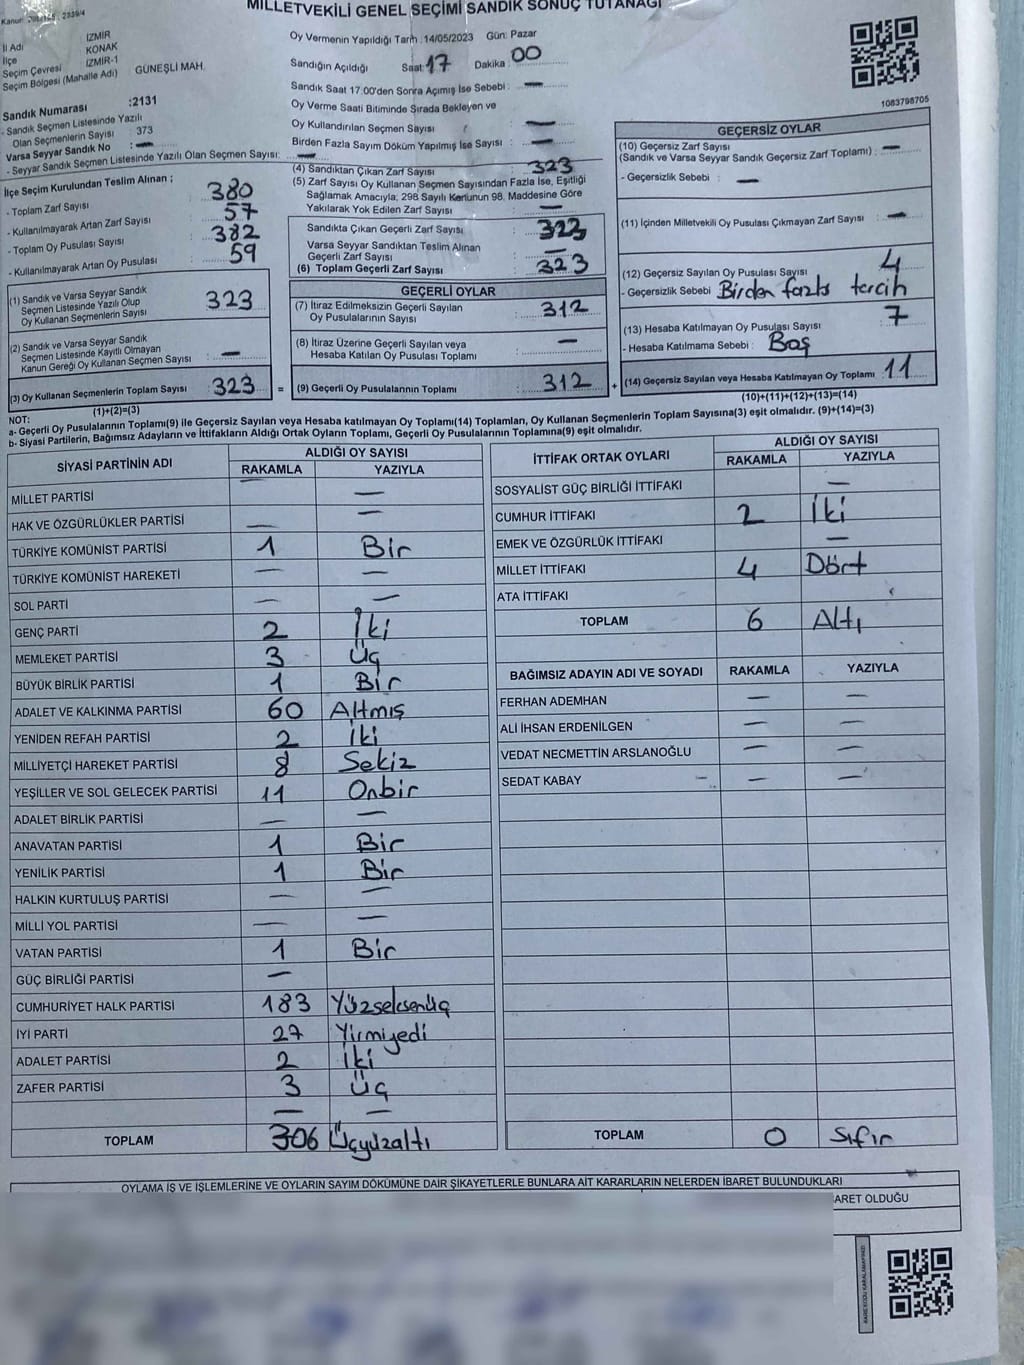 MİLLETVEKİLİ GENEL SEÇİMİ SANDIK SONUÇ TUTANAĞI
İl Adı İZMİR
İlçe KONAK
Seçim Çevresi İZMİR-1
Seçim Bölgesi (Mahalle Adı) GÜNEŞLİ MAH.
Sandık Numarası :2131
- Sandık Seçmen Listesinde Yazılı
Olan Seçmenlerin Sayısı : 373
Varsa Seyyar Sandık No : —
- Seyyar Sandık Seçmen Listesinde Yazılı Olan Seçmen Sayısı: —
Oy Vermenin Yapıldığı Tarih :14/05/2023 Gün: Pazar
Sandığın Açıldığı Saat: 17 Dakika : 00
Sandık Saat 17.00'den Sonra Açılmış İse Sebebi : —
Oy Verme Saati Bitiminde Sırada Bekleyen ve
Oy Kullandırılan Seçmen Sayısı : —
Birden Fazla Sayım Döküm Yapılmış İse Sayısı : —
1083798705
İlçe Seçim Kurulundan Teslim Alınan ;
- Toplam Zarf Sayısı : 380
- Kullanılmayarak Artan Zarf Sayısı : 57
- Toplam Oy Pusulası Sayısı : 382
- Kullanılmayarak Artan Oy Pusulası : 59
(1) Sandık ve Varsa Seyyar Sandık
Seçmen Listesinde Yazılı Olup
Oy Kullanan Seçmenlerin Sayısı : 323
(2) Sandık ve Varsa Seyyar Sandık
Seçmen Listesinde Kayıtlı Olmayan
Kanun Gereği Oy Kullanan Seçmen Sayısı : —
(3) Oy Kullanan Seçmenlerin Toplam Sayısı : 323 =
(1)+(2)=(3)
(4) Sandıktan Çıkan Zarf Sayısı : 323
(5) Zarf Sayısı Oy Kullanan Seçmen Sayısından Fazla İse, Eşitliği
Sağlamak Amacıyla; 298 Sayılı Kanunun 98. Maddesine Göre
Yakılarak Yok Edilen Zarf Sayısı : —
Sandıkta Çıkan Geçerli Zarf Sayısı : 323
Varsa Seyyar Sandıktan Teslim Alınan
Geçerli Zarf Sayısı : —
(6) Toplam Geçerli Zarf Sayısı : 323
GEÇERLİ OYLAR
(7) İtiraz Edilmeksizin Geçerli Sayılan
Oy Pusulalarının Sayısı : 312
(8) İtiraz Üzerine Geçerli Sayılan veya
Hesaba Katılan Oy Pusulası Toplamı : —
(9) Geçerli Oy Pusulalarının Toplamı : 312 +
GEÇERSİZ OYLAR
(10) Geçersiz Zarf Sayısı
(Sandık ve Varsa Seyyar Sandık Geçersiz Zarf Toplamı) : —
- Geçersizlik Sebebi : —
(11) İçinden Milletvekili Oy Pusulası Çıkmayan Zarf Sayısı : —
(12) Geçersiz Sayılan Oy Pusulası Sayısı : 4
- Geçersizlik Sebebi : Birden fazla tercih
(13) Hesaba Katılmayan Oy Pusulası Sayısı : 7
- Hesaba Katılmama Sebebi : Boş
(14) Geçersiz Sayılan veya Hesaba Katılmayan Oy Toplamı : 11
(10)+(11)+(12)+(13)=(14)
NOT:
a- Geçerli Oy Pusulalarının Toplamı(9) ile Geçersiz Sayılan veya Hesaba katılmayan Oy Toplamı(14) Toplamları, Oy Kullanan Seçmenlerin Toplam Sayısına(3) eşit olmalıdır. (9)+(14)=(3)
b- Siyasi Partilerin, Bağımsız Adayların ve İttifakların Aldığı Ortak Oyların Toplamı, Geçerli Oy Pusulalarının Toplamına(9) eşit olmalıdır.
SİYASİ PARTİNİN ADI ALDIĞI OY SAYISI
RAKAMLA YAZIYLA
MİLLET PARTİSİ — —
HAK VE ÖZGÜRLÜKLER PARTİSİ — —
TÜRKİYE KOMÜNİST PARTİSİ 1 Bir
TÜRKİYE KOMÜNİST HAREKETİ — —
SOL PARTİ — —
GENÇ PARTİ 2 İki
MEMLEKET PARTİSİ 3 Üç
BÜYÜK BİRLİK PARTİSİ 1 Bir
ADALET VE KALKINMA PARTİSİ 60 Altmış
YENİDEN REFAH PARTİSİ 2 İki
MİLLİYETÇİ HAREKET PARTİSİ 8 Sekiz
YEŞİLLER VE SOL GELECEK PARTİSİ 11 Onbir
ADALET BİRLİK PARTİSİ — —
ANAVATAN PARTİSİ 1 Bir
YENİLİK PARTİSİ 1 Bir
HALKIN KURTULUŞ PARTİSİ — —
MİLLİ YOL PARTİSİ — —
VATAN PARTİSİ 1 Bir
GÜÇ BİRLİĞİ PARTİSİ —
CUMHURİYET HALK PARTİSİ 183 Yüzseksenüç
İYİ PARTİ 27 Yirmiyedi
ADALET PARTİSİ 2 İki
ZAFER PARTİSİ 3 Üç
— —
TOPLAM 306 Üçyüzaltı
İTTİFAK ORTAK OYLARI ALDIĞI OY SAYISI
RAKAMLA YAZIYLA
SOSYALİST GÜÇ BİRLİĞİ İTTİFAKI —
CUMHUR İTTİFAKI 2 İki
EMEK VE ÖZGÜRLÜK İTTİFAKI —
MİLLET İTTİFAKI 4 Dört
ATA İTTİFAKI
TOPLAM 6 Altı
BAĞIMSIZ ADAYIN ADI VE SOYADI RAKAMLA YAZIYLA
FERHAN ADEMHAN — —
ALİ İHSAN ERDENİLGEN — —
VEDAT NECMETTİN ARSLANOĞLU — —
SEDAT KABAY — —
TOPLAM 0 Sıfır
OYLAMA İŞ VE İŞLEMLERİNE VE OYLARIN SAYIM DÖKÜMÜNE DAİR ŞİKAYETLERLE BUNLARA AİT KARARLARIN NELERDEN İBARET BULUNDUKLARI
ARET OLDUĞU
KARE KODU KARALAMAYINIZ!